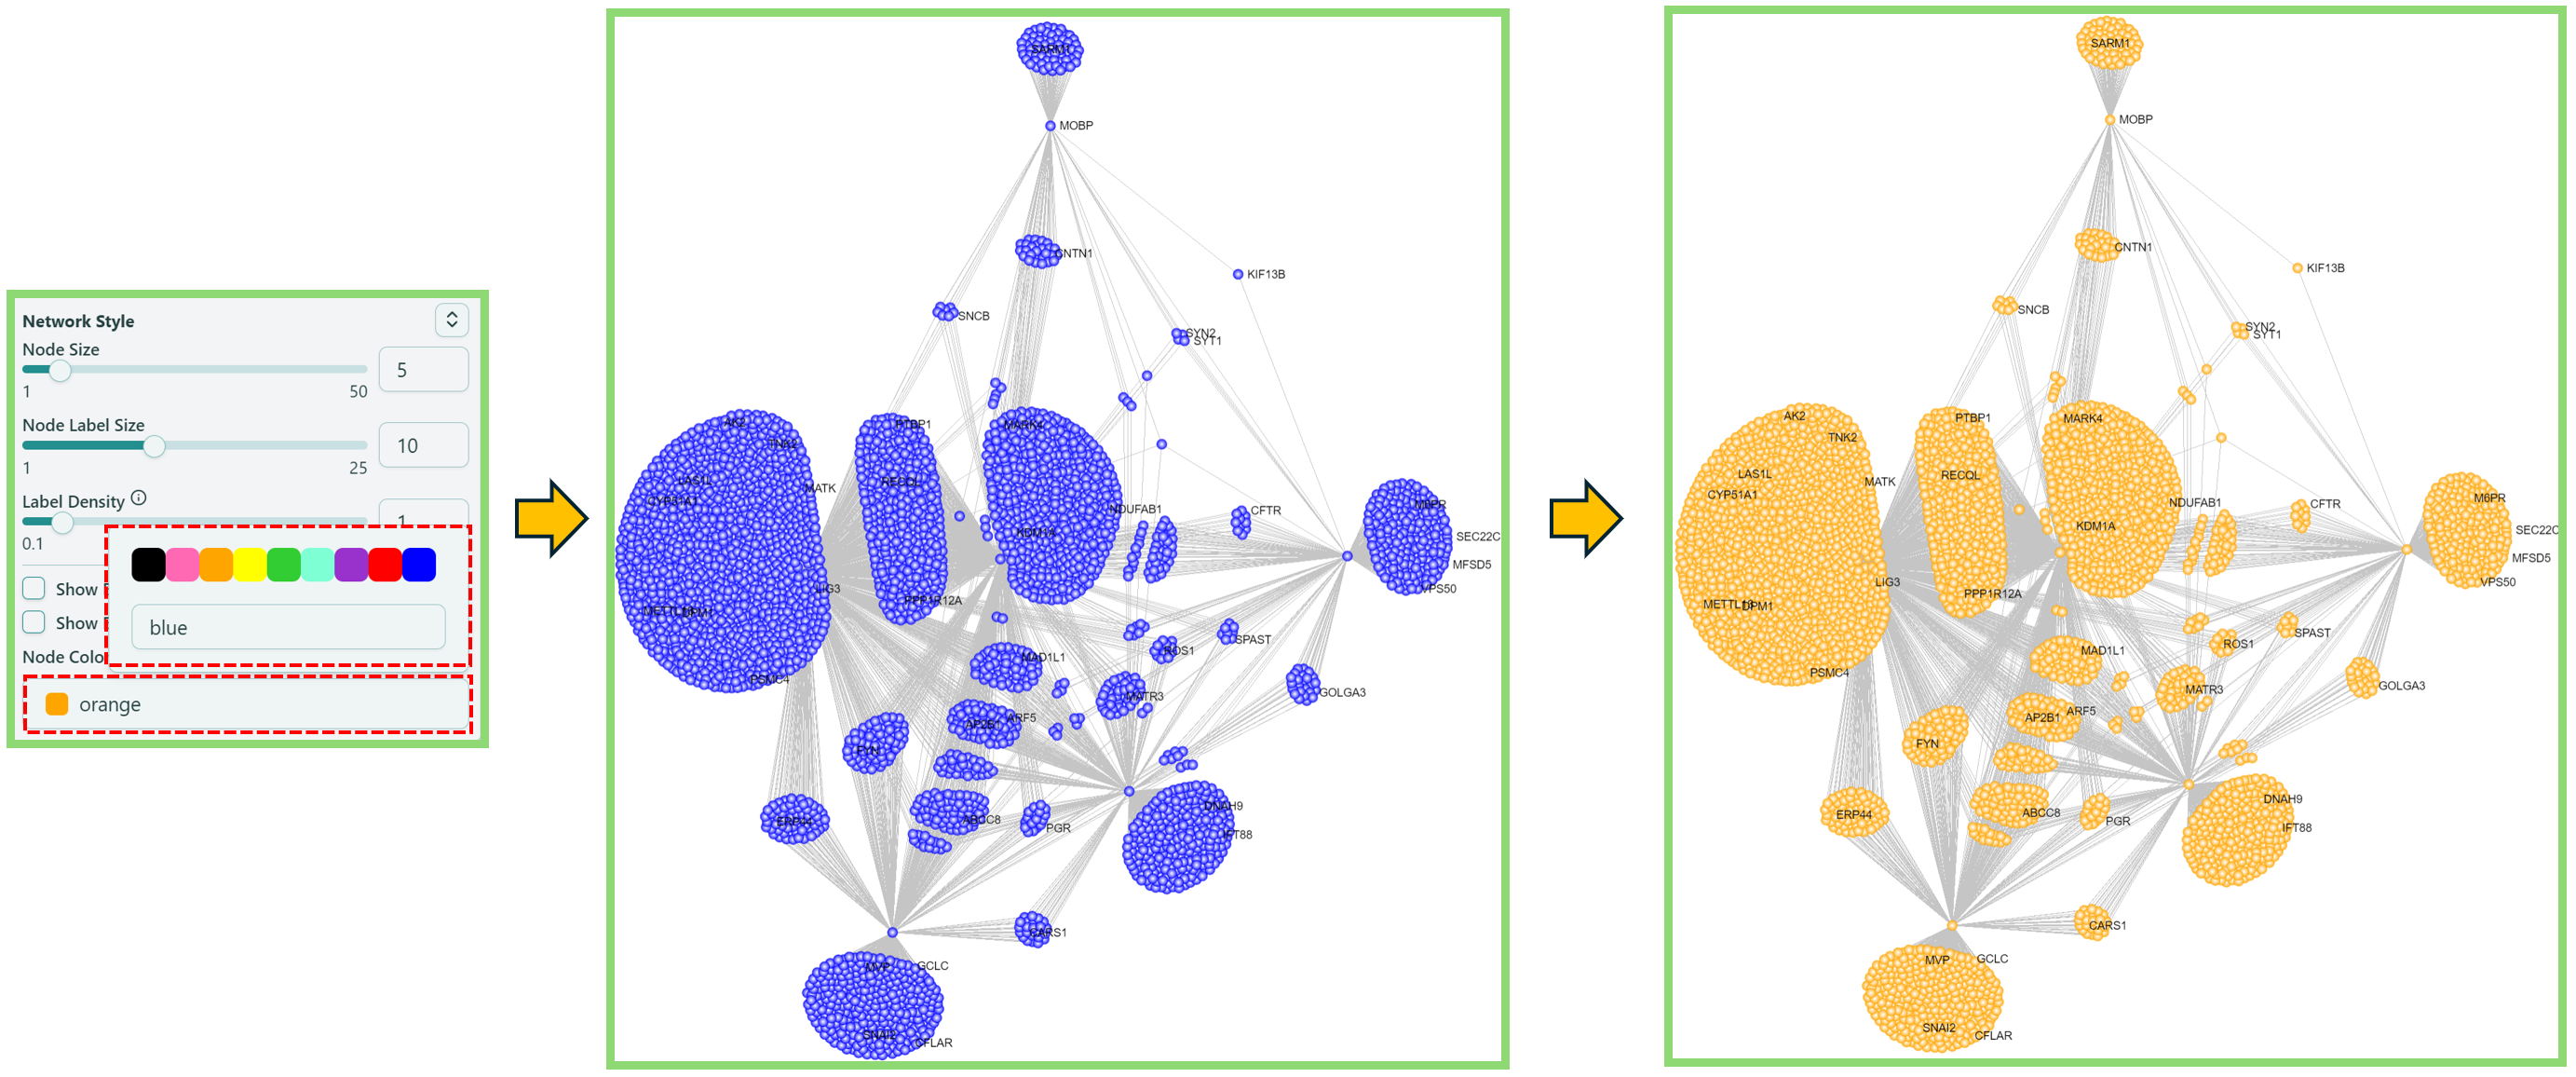 Network Style
Node Size
5
1
50
Node Label Size
10
1
25
Label Density
0.1
Show
Show
blue
Node Colo
orange
SARM1
MOBP
CNTN1
KIF13B
SNCB
SYN2
SYT1
AK2
PTBP1
MARK4
TNK2
LAS1L
RECQL
MATK
CYP51A1
M6PR
NDUFAB1
CFTR
KDM1A
SEC22C
MFSD5
LIG3
VPS50
PPP1R12A
DPM1
SPAST
ROS1
MAD1L1
PSMC4
GOLGA3
MATR3
ARF5
AP2B1
FYN
DNAH9
ERP44
ABCC8
PGR
IFT88
CARS1
MVP
GCLC
SNAI2
CFLAR
SARM1
MOBP
CNTN1
KIF13B
SNCB
SYN2
SYT1
AK2
PTBP1
MARK4
TNK2
LAS1L
RECQL
MATK
CYP51A1
M6PR
NDUFAB1
CFTR
KDM1A
SEC22C
MFSD5
LIG3
VPS50
PPP1R12A
DPM1
SPAST
ROS1
MAD1L1
PSMC4
GOLGA3
MATR3
ARF5
AP2B1
FYN
DNAH9
ERP44
ABCC8
PGR
IFT88
CARS1
MVP
GCLC
SNAI2
CFLAR